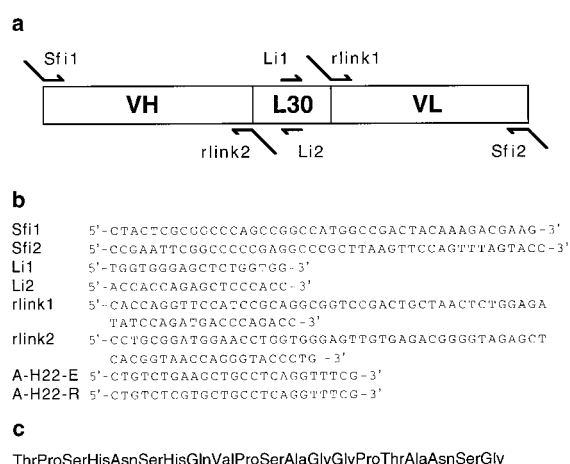 a
Sfi1
Li1
rlink1
VH
L30
VL
rlink2
Li2
Sfi2
b
Sfi1 5'-CTACTCGCGGCCCAGCCGGCCATGGCCGACTACAAAGACGAAG-3'
Sfi2 5'-CCGAATTCGGCCCCCGAGGCCCGCTTAAGTTCCAGTTTAGTACC-3'
Li1 5'-TGGTGGGAGCTCTGGTGG-3'
Li2 5'-ACCACCAGAGCTCCCACC-3'
rlink1 5'-CACCAGGTTCCATCCGCAGGCGGTCCGACTGCTAACTCTGGAGA
TATCCAGATGACCCAGACC-3'
rlink2 5'-CCTGCGGATGGAACCTGGTGGGAGTTGTGAGACGGGGTAGAGCT
CACGGTAACCAGGGTACCCTG -3'
A-H22-E 5'-CTGTCTGAAGCTGCCTCAGGTTTCG-3'
A-H22-R 5'-CTGTCTCGTGCTGCCTCAGGTTTCG-3'
c
ThrProSerHisAsnSerHisGlnValProSerAlaGlyGlyProThrAlaAsnSerGly